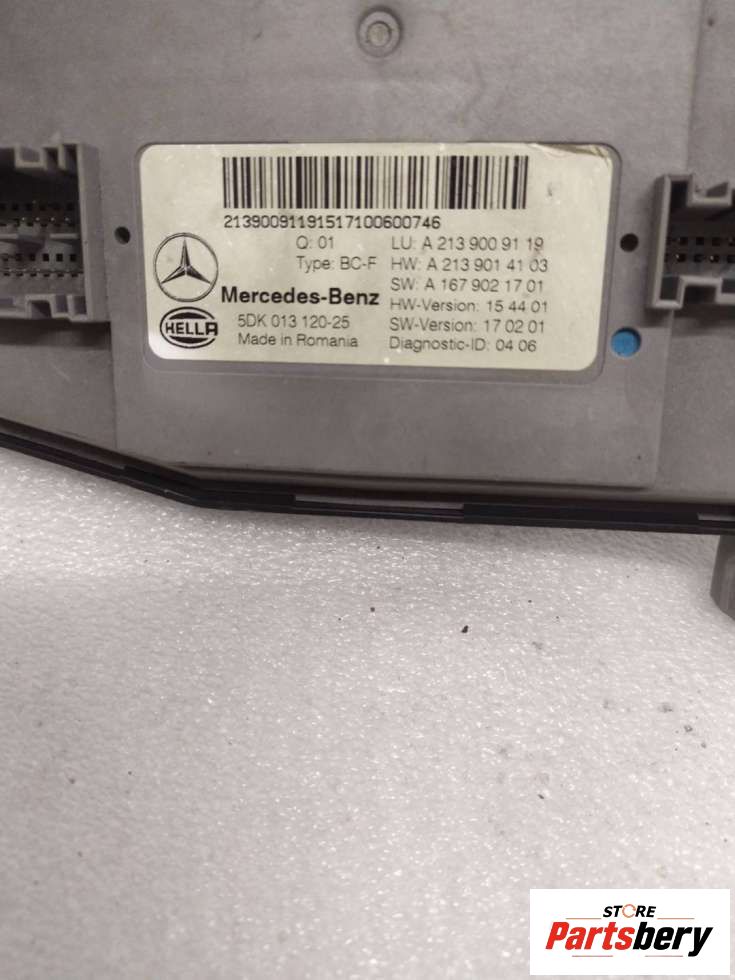 2139009119151710060​0746
Q: 01
Type: BC-F
Mercedes-Benz
HELLA
5DK 013 120-25
Made in Romania
LU: A 213 900 91 19
HW: A 213 901 41 03
SW: A 167 902 17 01
HW-Version: 15 44 01
SW-Version: 17 02 01
Diagnostic-ID: 04 06
STORE
Partsbery